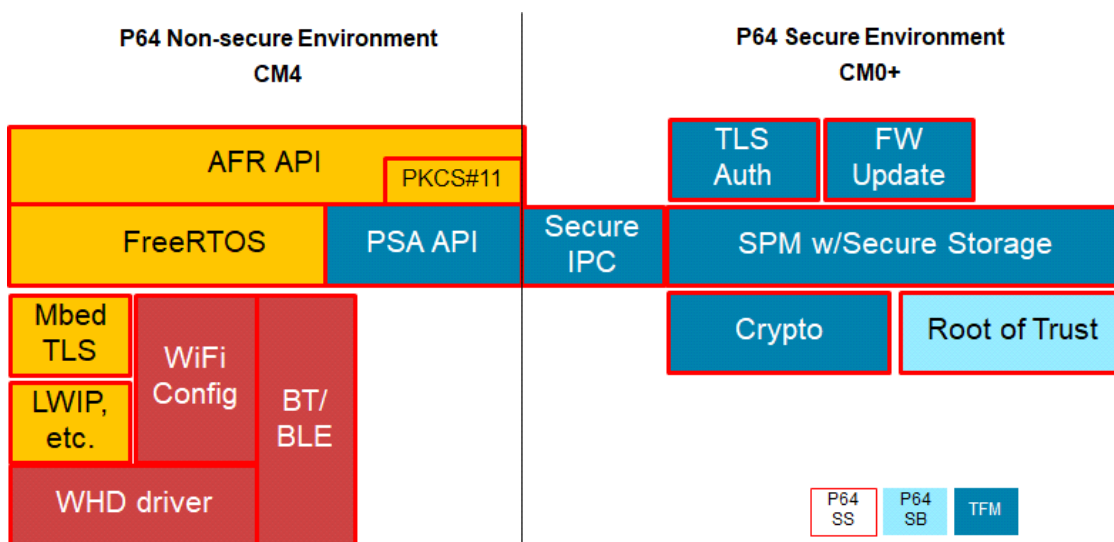 P64 Non-secure Environment
CM4
P64 Secure Environment
CM0+
AFR API
PKCS#11
TLS
Auth
FW
Update
FreeRTOS
PSA API
Secure
IPC
SPM w/Secure Storage
Mbed
TLS
WiFi
Config
BT/
BLE
LWIP,
etc.
WHD driver
Crypto
Root of Trust
P64
SS
P64
SB
TFM